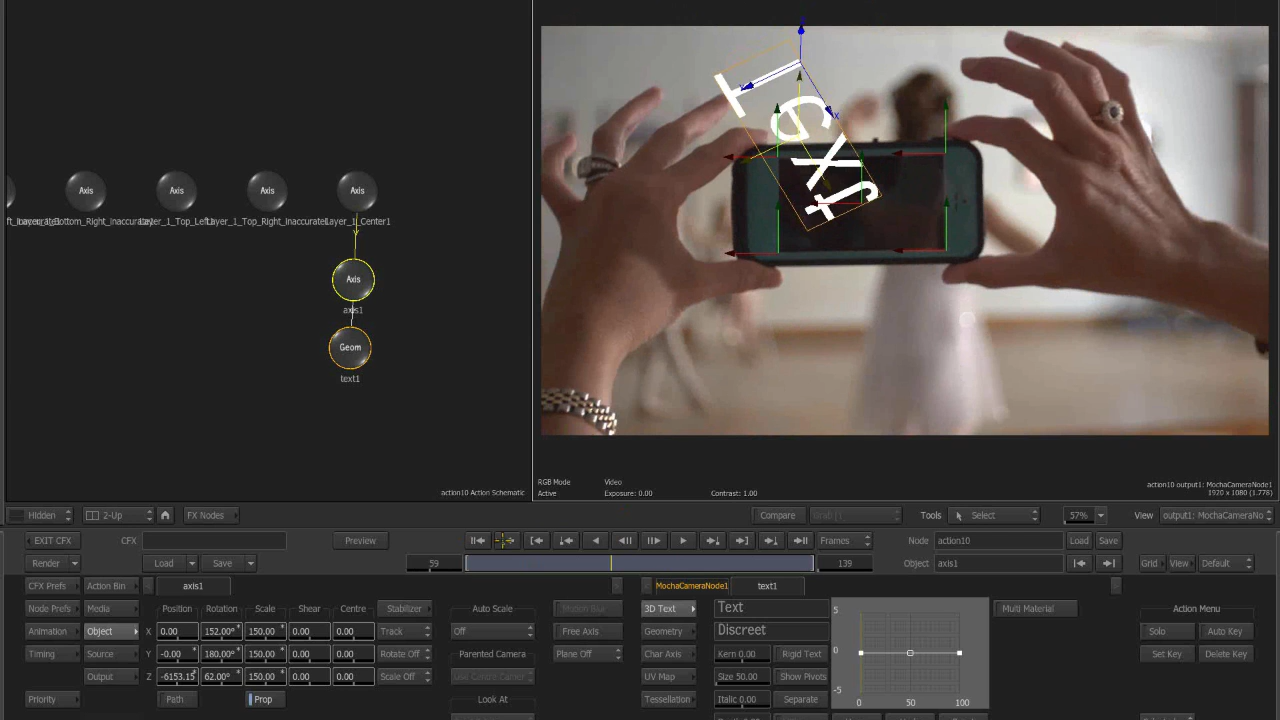 Text
Axis
Axis
Axis
Axis
Layer_1_Top_Left1
Layer_1_Center1
Axis
axis1
Geom
text1
action10 Action Schematic
RGB Mode
Video
Active
Exposure: 0.00
Contrast: 1.00
action10 output1: MochaCameraNode1
1920 x 1080 (1.778)
Hidden
2-Up
FX Nodes
Compare
Tools
Select
57%
View
output1: MochaCameraNo
EXIT CFX
CFX
Preview
Frames
Node
action10
Load
Save
Render
Load
Save
59
139
Object
axis1
Grid
View
Default
CFX Prefs
Action Bin
axis1
MochaCameraNode1
text1
Node Prefs
Media
Position
Rotation
Scale
Shear
Centre
Stabilizer
Auto Scale
3D Text
Text
5
Multi Material
Action Menu
Animation
Object
X
0.00
152.00°
150.00
0.00
0.00
Track
Off
Free Axis
Geometry
Discreet
Solo
Auto Key
Timing
Source
Y
-0.00
180.00°
150.00
0.00
0.00
Rotate Off
Parented Camera
Plane Off
Char Axis
Kern 0.00
Rigid Text
0
Set Key
Delete Key
Output
Z
-6153.15
62.00°
150.00
0.00
0.00
Scale Off
UV Map
Size 50.00
Show Pivots
-5
Priority
Path
Prop
Look At
Tessellation
Italic 0.00
Separate
0
50
100